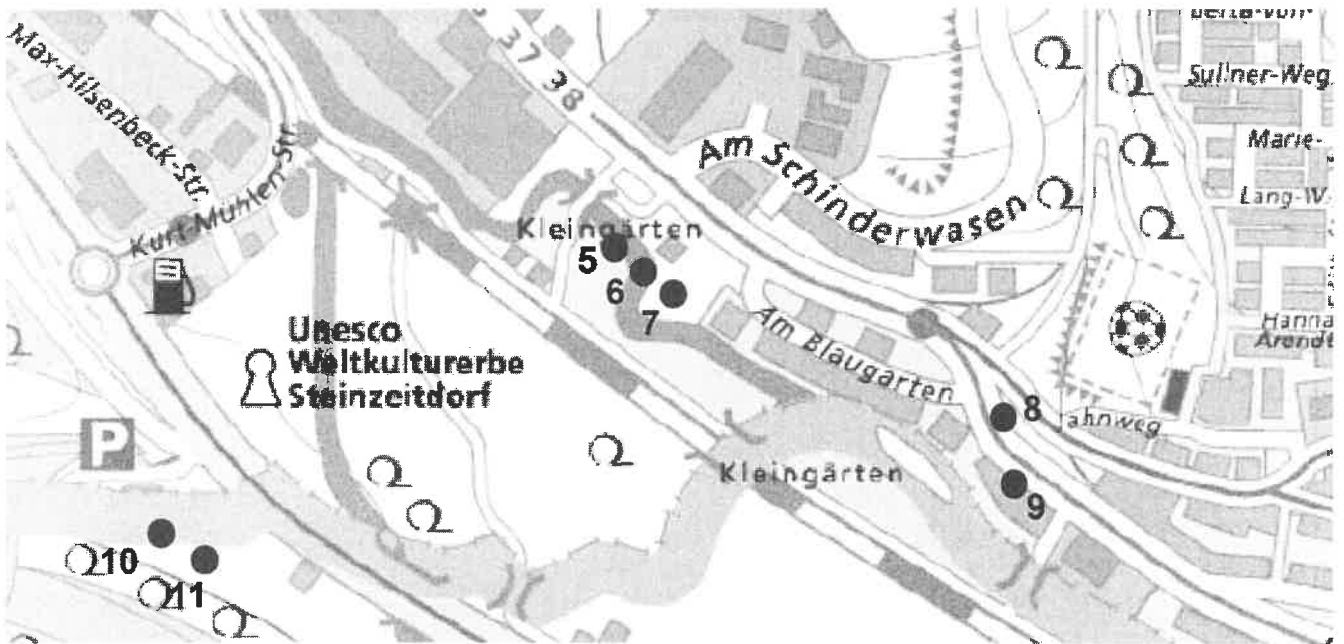 Max-Hilsenbeck-Str.
Kurt-Mühlen-Str.
37 38
Am Schinderwasen
Weg
Marie-
Lang-W.
Hanna
Arendt
Kleingärten
5
6
7
Am Blaugarten
Unesco
Weltkulturerbe
Steinzeitdorf
P
8
ahnweg
Kleingärten
9
10
11